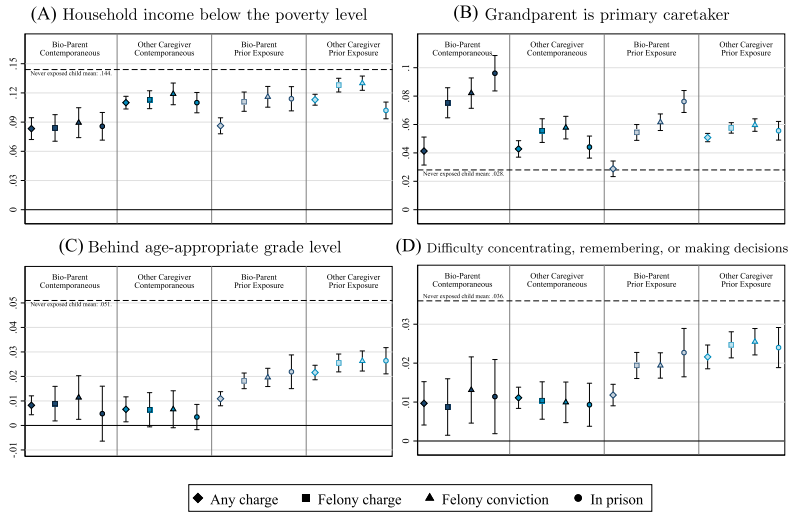 (A) Household income below the poverty level
Bio-Parent
Contemporaneous
Other Caregiver
Contemporaneous
Bio-Parent
Prior Exposure
Other Caregiver
Prior Exposure
Never exposed child mean: .144.
.15
.12
.09
.06
.03
0
(B) Grandparent is primary caretaker
Bio-Parent
Contemporaneous
Other Caregiver
Contemporaneous
Bio-Parent
Prior Exposure
Other Caregiver
Prior Exposure
Never exposed child mean: .028.
.1
.08
.06
.04
.02
0
(C) Behind age-appropriate grade level
Bio-Parent
Contemporaneous
Other Caregiver
Contemporaneous
Bio-Parent
Prior Exposure
Other Caregiver
Prior Exposure
Never exposed child mean: .051.
.05
.04
.03
.02
.01
0
-.01
(D) Difficulty concentrating, remembering, or making decisions
Bio-Parent
Contemporaneous
Other Caregiver
Contemporaneous
Bio-Parent
Prior Exposure
Other Caregiver
Prior Exposure
Never exposed child mean: .036.
.03
.02
.01
0
Any charge Felony charge Felony conviction In prison